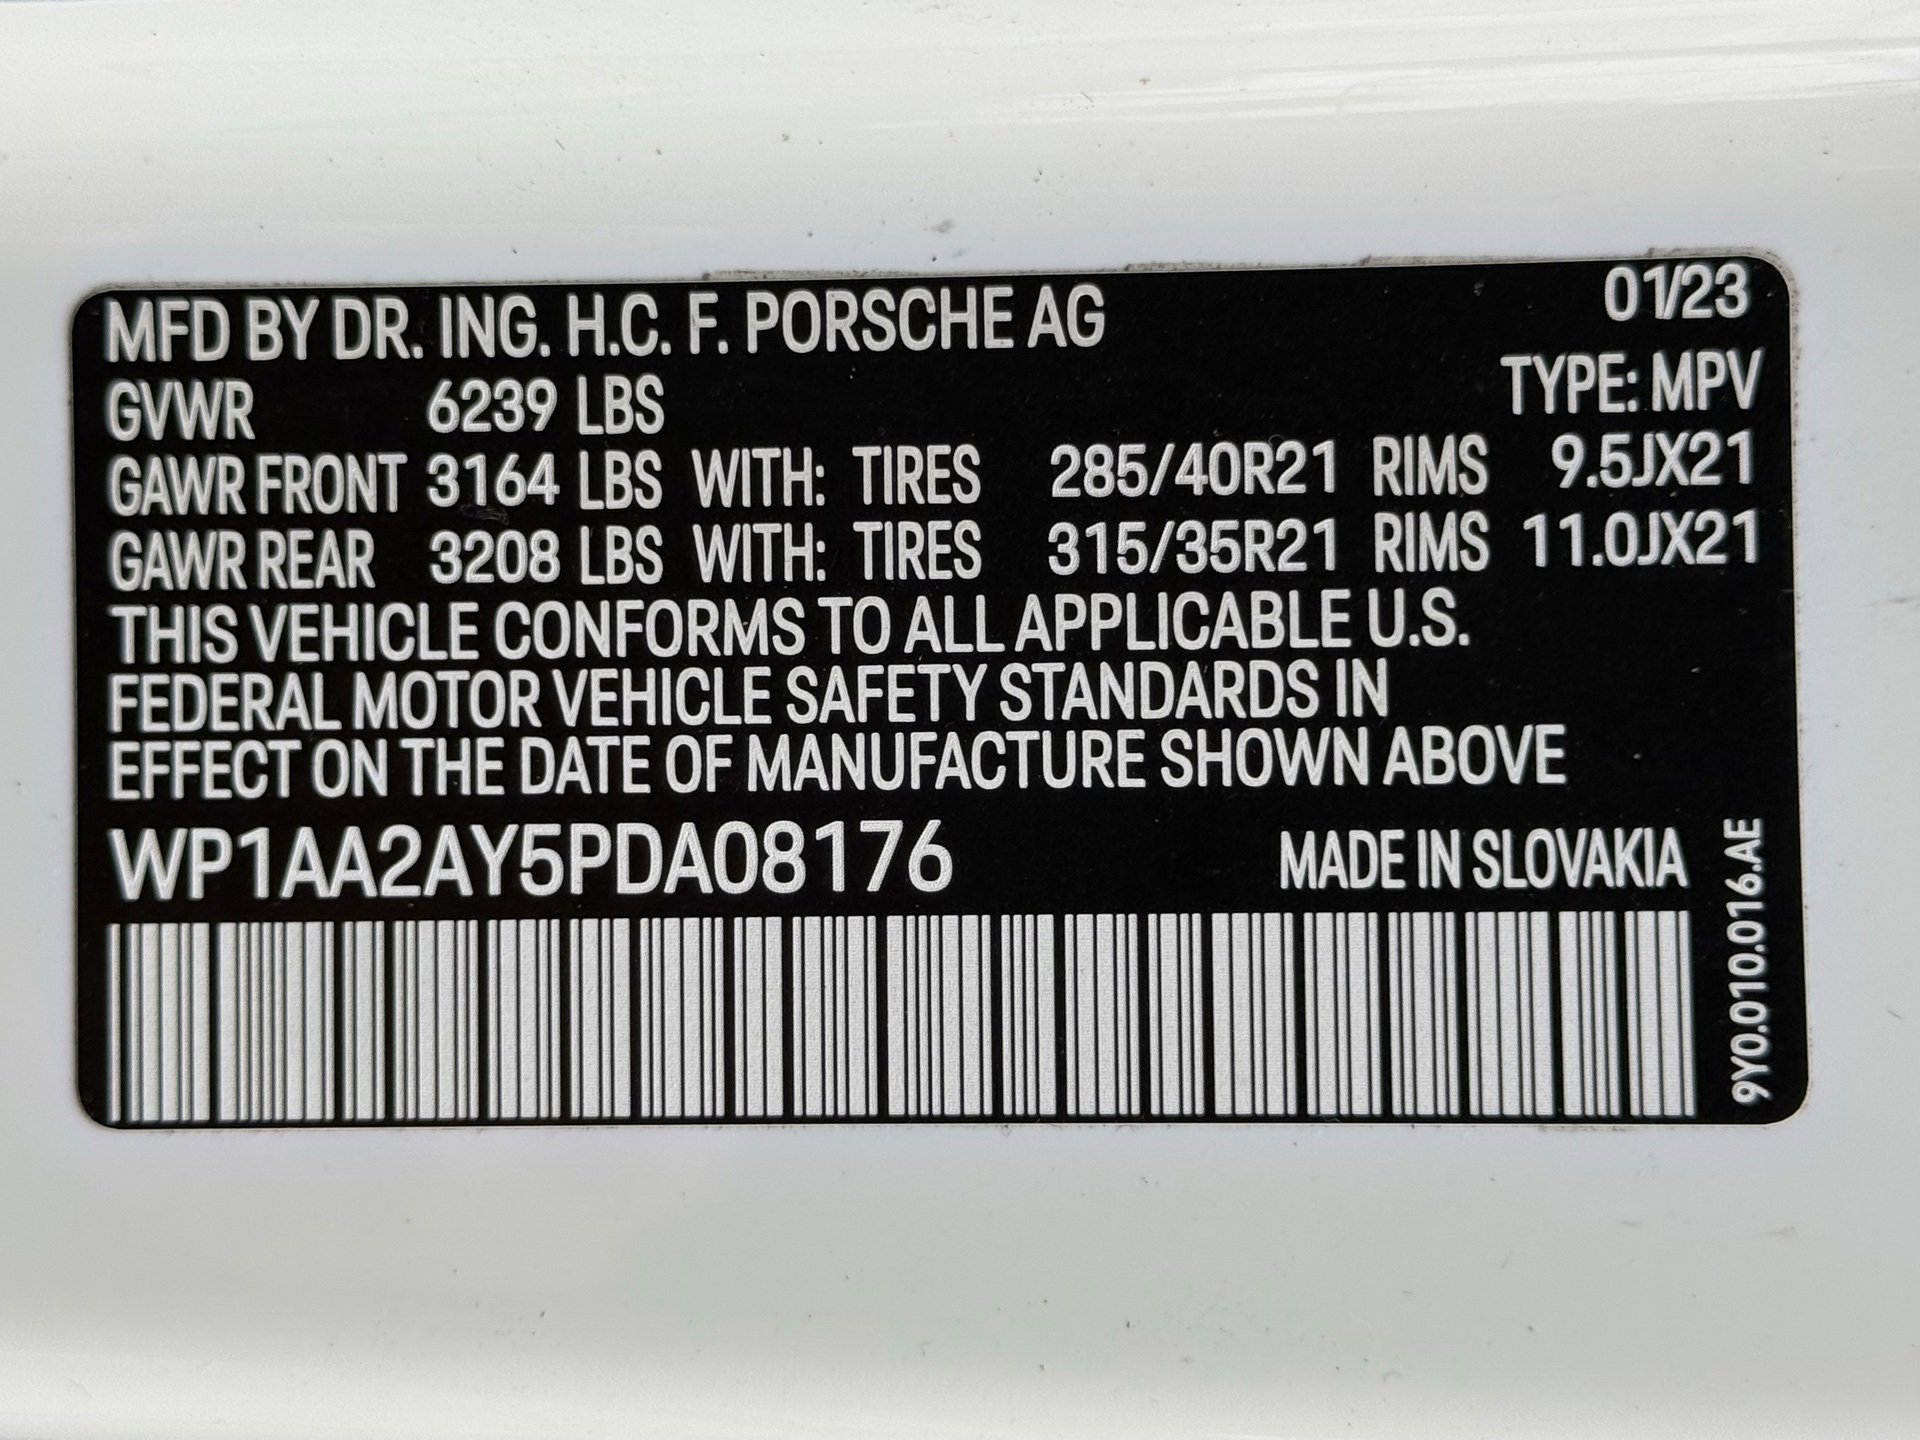 MFD BY DR. ING. H.C. F. PORSCHE AG 01/23
GVWR 6239 LBS TYPE: MPV
GAWR FRONT 3164 LBS WITH: TIRES 285/40R21 RIMS 9.5JX21
GAWR REAR 3208 LBS WITH: TIRES 315/35R21 RIMS 11.0JX21
THIS VEHICLE CONFORMS TO ALL APPLICABLE U.S.
FEDERAL MOTOR VEHICLE SAFETY STANDARDS IN
EFFECT ON THE DATE OF MANUFACTURE SHOWN ABOVE
WP1AA2AY5PDA08176 MADE IN SLOVAKIA
9Y0.010.016.AE